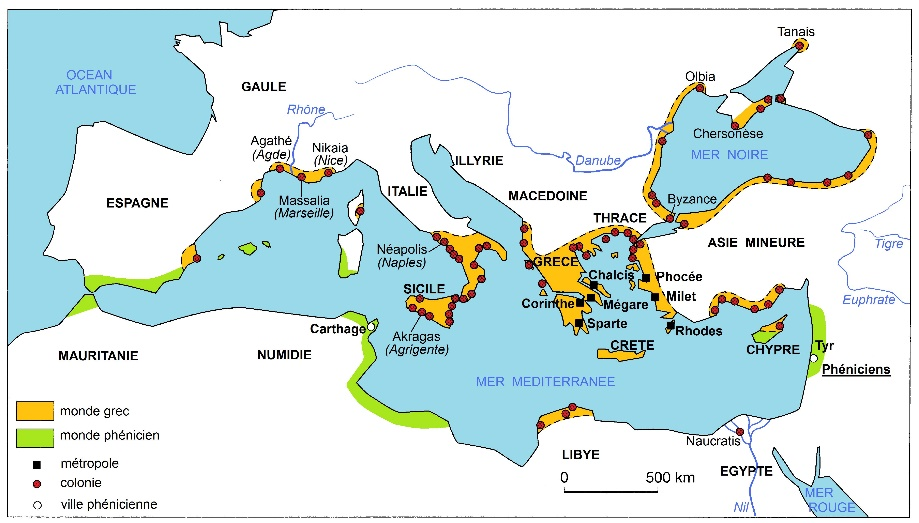 Tanais
OCEAN
ATLANTIQUE
GAULE
Olbia
Rhône
Chersonèse
Agathé
(Agde)
Nikaia
(Nice)
ILLYRIE
Danube
MER NOIRE
ITALIE
MACEDOINE
ESPAGNE
Massalia
(Marseille)
Byzance
THRACE
ASIE MINEURE
Tigre
Néapolis
(Naples)
GRECE
Chalcis
Phocée
SICILE
Corinthe
Mégare
Milet
Euphrate
Carthage
Sparte
Rhodes
Akragas
(Agrigente)
CRETE
CHYPRE
Tyr
MAURITANIE
NUMIDIE
Phéniciens
MER MEDITERRANEE
monde grec
monde phénicien
Naucratis
métropole
LIBYE
EGYPTE
colonie
0 500 km
MER
ROUGE
ville phénicienne
Nil